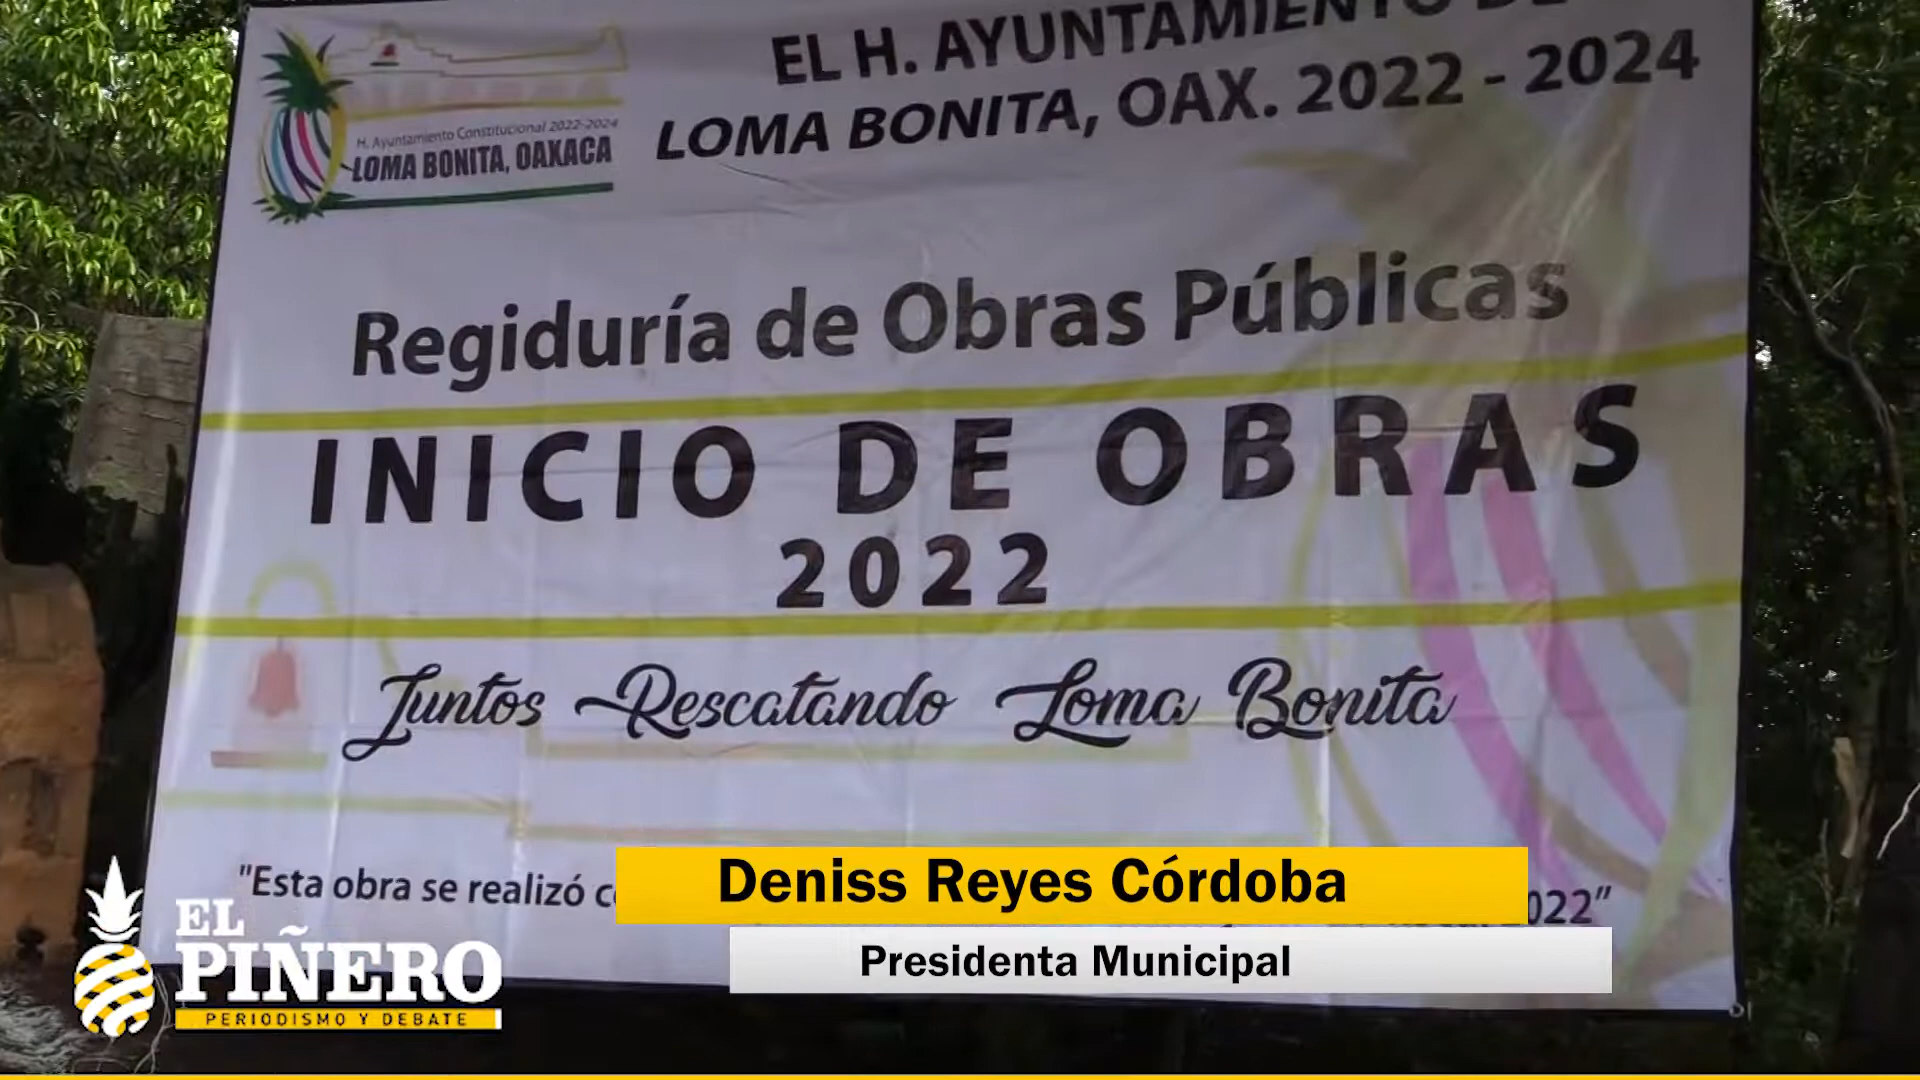 EL H. AYUNTAMIENTO DE
LOMA BONITA, OAX. 2022 - 2024
H. Ayuntamiento Constitucional 2022-2024
LOMA BONITA, OAXACA
Regiduría de Obras Públicas
INICIO DE OBRAS
2022
Juntos Rescatando Loma Bonita
"Esta obra se realizó
2022”
Deniss Reyes Córdoba
Presidenta Municipal
EL
PIÑERO
PERIODISMO Y DEBATE